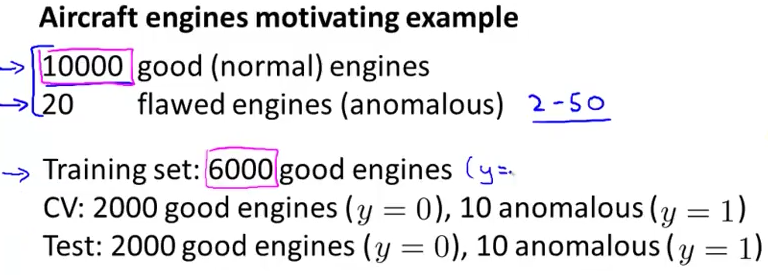 Aircraft engines motivating example
→ 10000 good (normal) engines
→ 20 flawed engines (anomalous) 2-50
→ Training set: 6000 good engines (y=
CV: 2000 good engines (y = 0), 10 anomalous (y = 1)
Test: 2000 good engines (y = 0), 10 anomalous (y = 1)